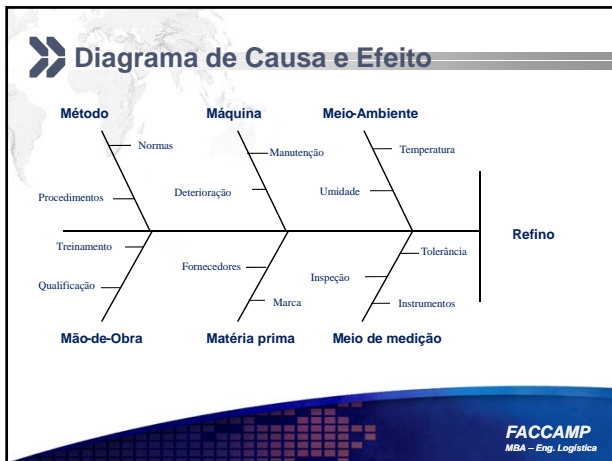 Diagrama de Causa e Efeito
Método
Máquina
Meio-Ambiente
Normas
Manutenção
Temperatura
Procedimentos
Deterioração
Umidade
Refino
Treinamento
Fornecedores
Tolerância
Qualificação
Inspeção
Marca
Instrumentos
Mão-de-Obra
Matéria prima
Meio de medição
FACCAMP
MBA – Eng. Logística